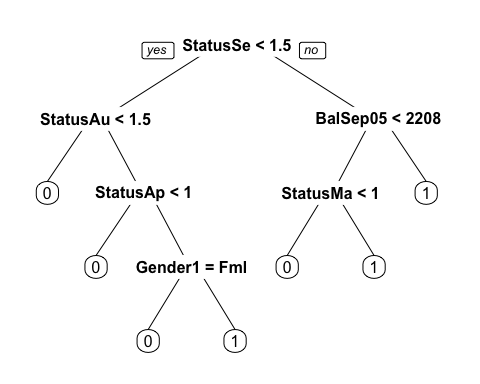 yes StatusSe < 1.5 no
StatusAu < 1.5 BalSep05 < 2208
0 StatusAp < 1 StatusMa < 1 1
0 Gender1 = Fml 0 1
0 1